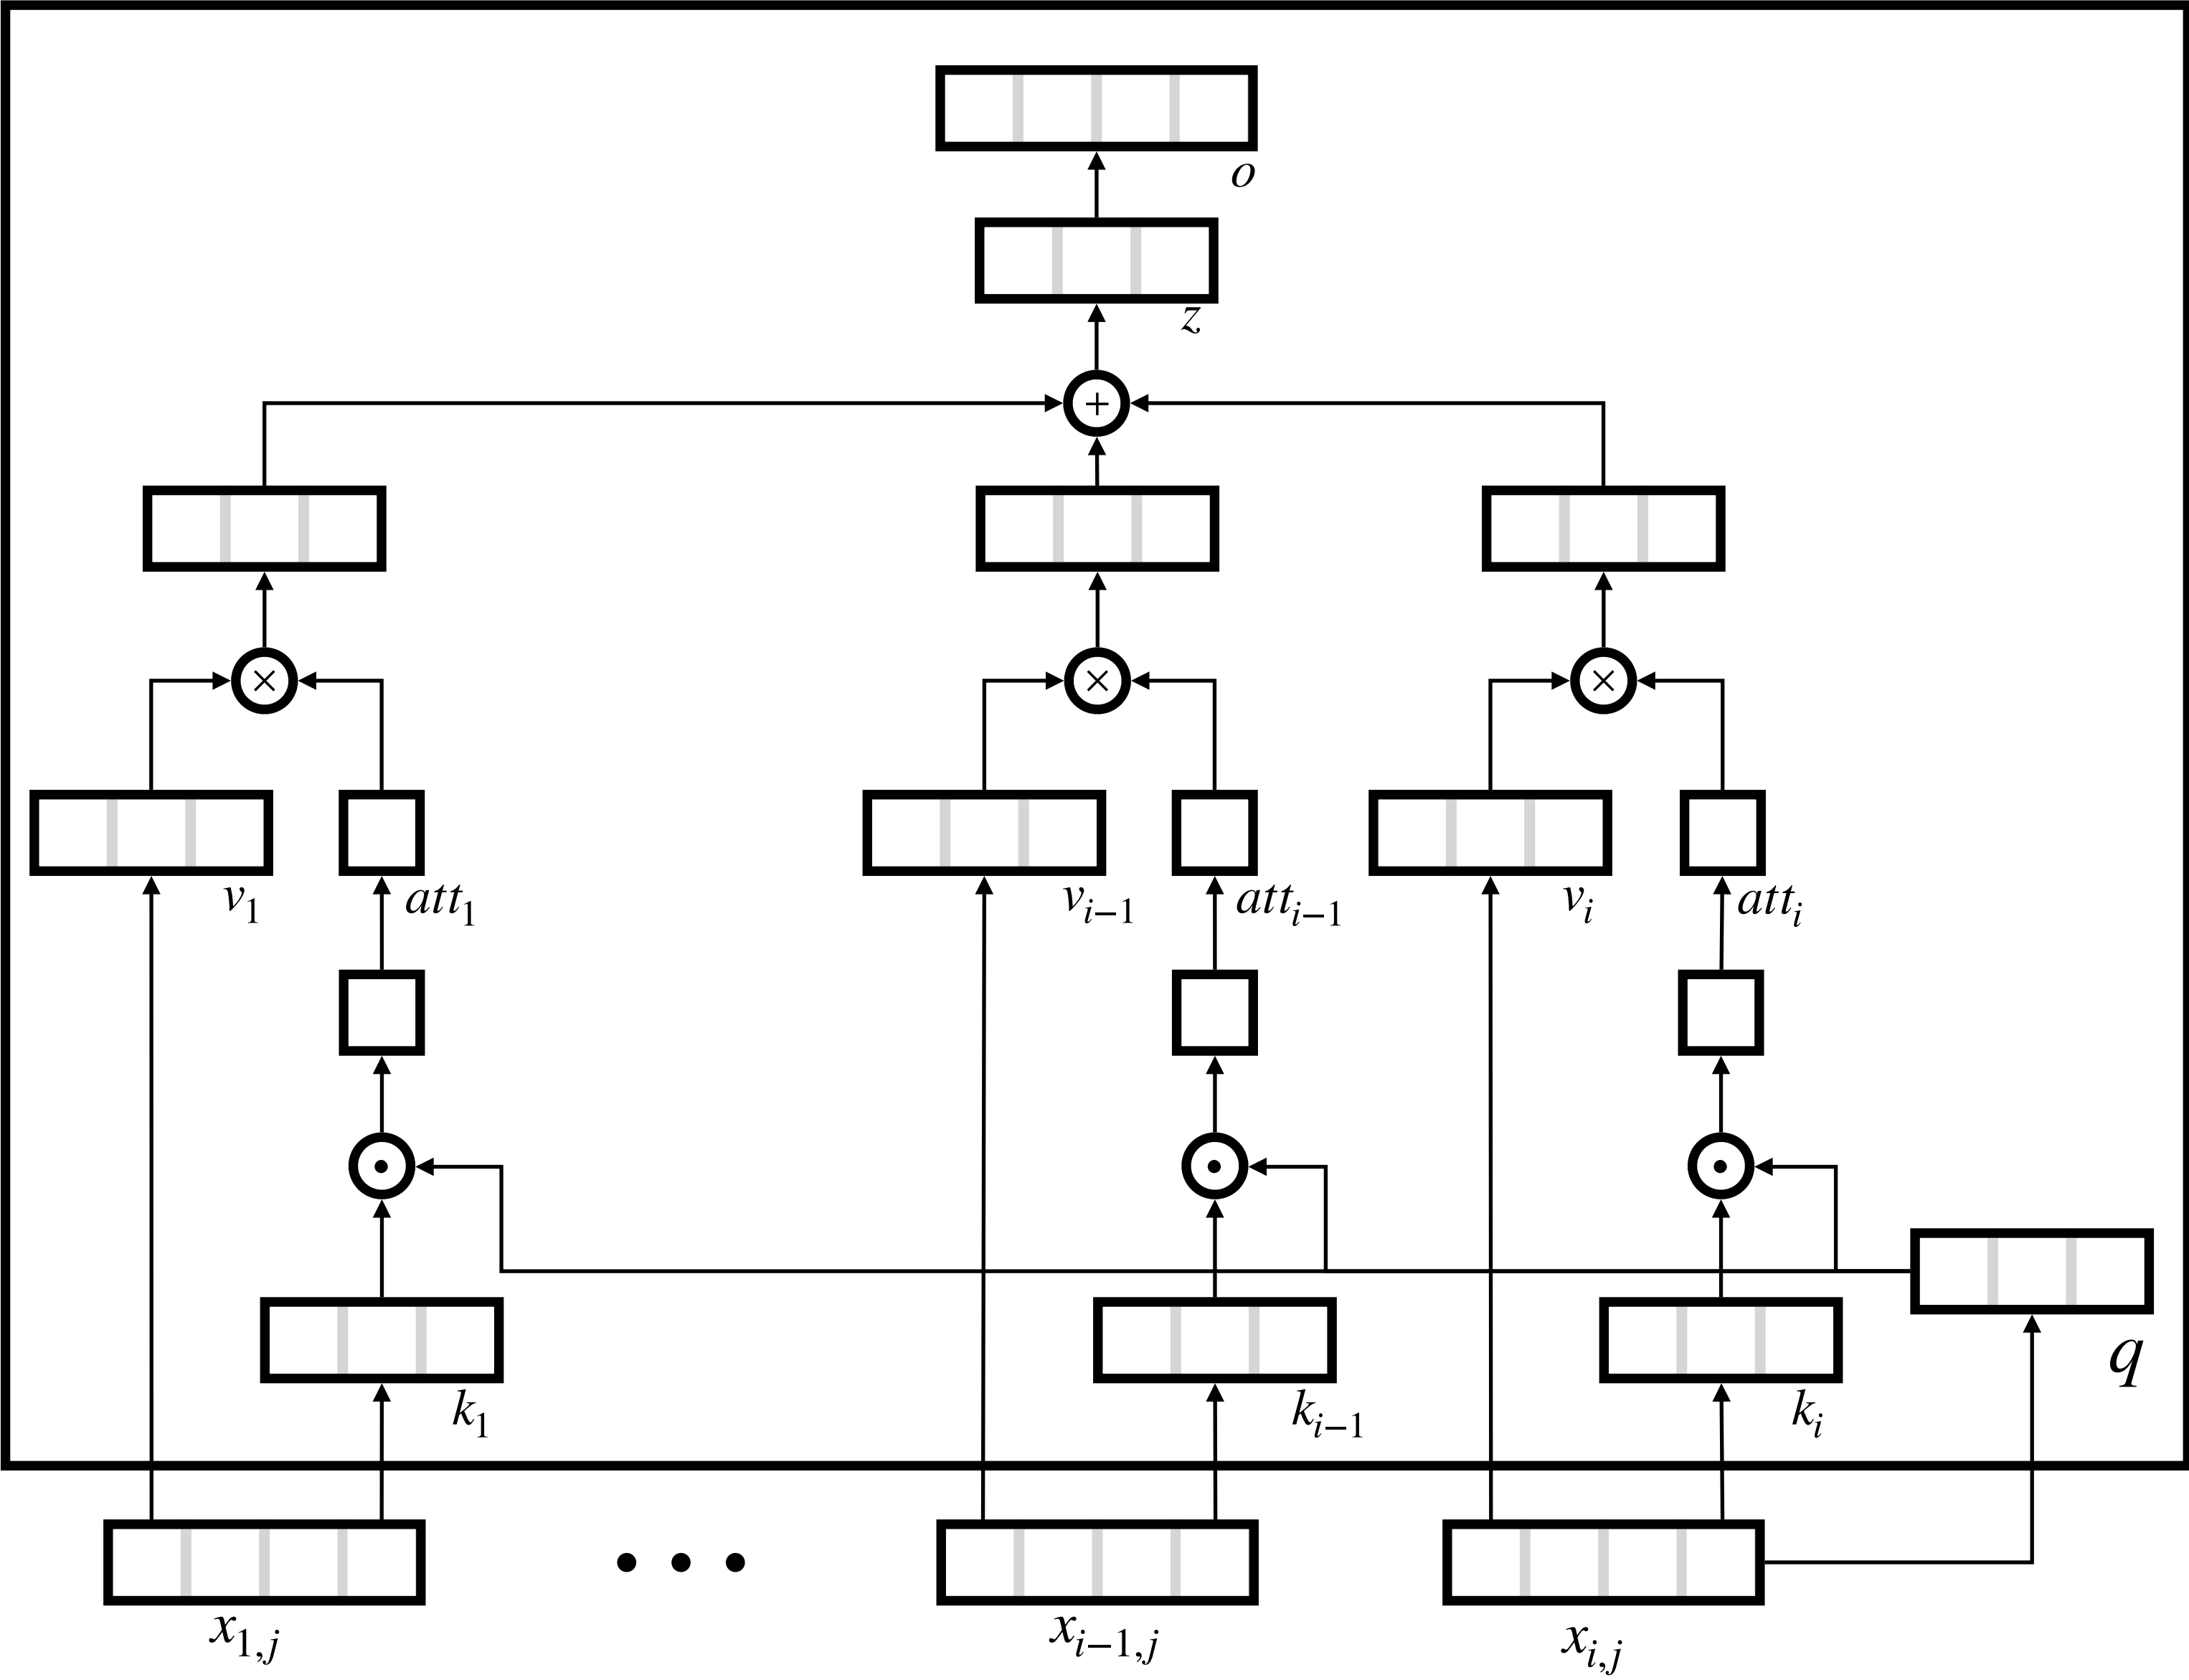 o
z
+
× × ×
v₁ att₁ vᵢ₋₁ attᵢ₋₁ vᵢ attᵢ
• • •
q
k₁ kᵢ₋₁ kᵢ
• • •
x₁,ⱼ xᵢ₋₁,ⱼ xᵢ,ⱼ